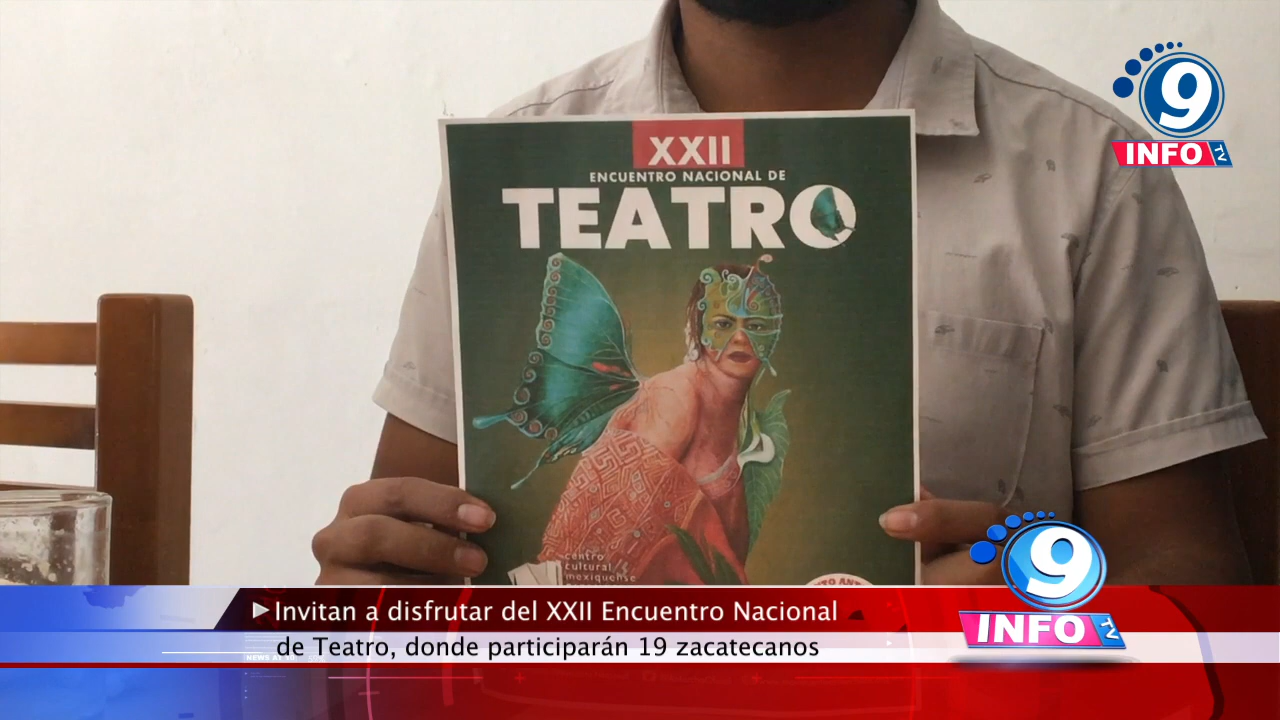 XXII
ENCUENTRO NACIONAL DE
TEATRO
centro
cultural
mexiquense
9
INFO TV
9
INFO TV
Invitan a disfrutar del XXII Encuentro Nacional
de Teatro, donde participarán 19 zacatecanos